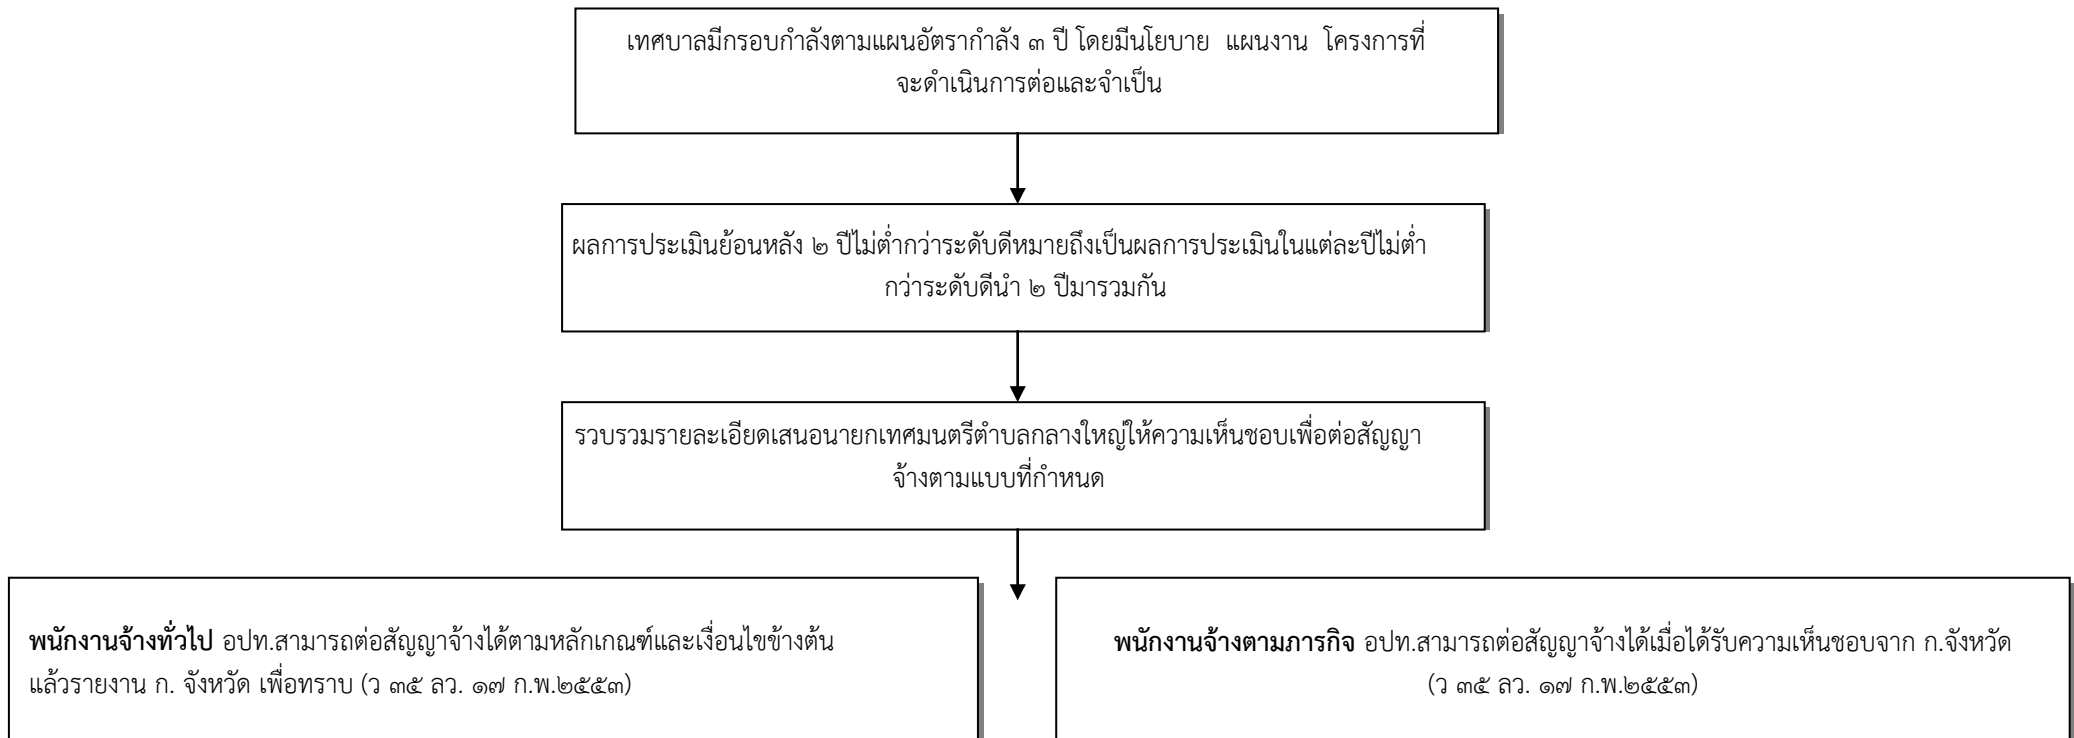 เทศบาลมีกรอบกำลังตามแผนอัตรากำลัง ๓ ปี โดยมีนโยบาย แผนงาน โครงการที่
จะดำเนินการต่อและจำเป็น
ผลการประเมินย้อนหลัง ๒ ปีไม่ต่ำกว่าระดับดีหมายถึงเป็นผลการประเมินในแต่ละปีไม่ต่ำ
กว่าระดับดีนำ ๒ ปีมารวมกัน
รวบรวมรายละเอียดเสนอนายกเทศมนตรีตำบลกลางใหญ่ให้ความเห็นชอบเพื่อต่อสัญญา
จ้างตามแบบที่กำหนด
พนักงานจ้างทั่วไป อปท.สามารถต่อสัญญาจ้างได้ตามหลักเกณฑ์และเงื่อนไขข้างต้น
แล้วรายงาน ก. จังหวัด เพื่อทราบ (ว ๓๕ ลว. ๑๗ ก.พ.๒๕๕๓)
พนักงานจ้างตามภารกิจ อปท.สามารถต่อสัญญาจ้างได้เมื่อได้รับความเห็นชอบจาก ก.จังหวัด
(ว ๓๕ ลว. ๑๗ ก.พ.๒๕๕๓)